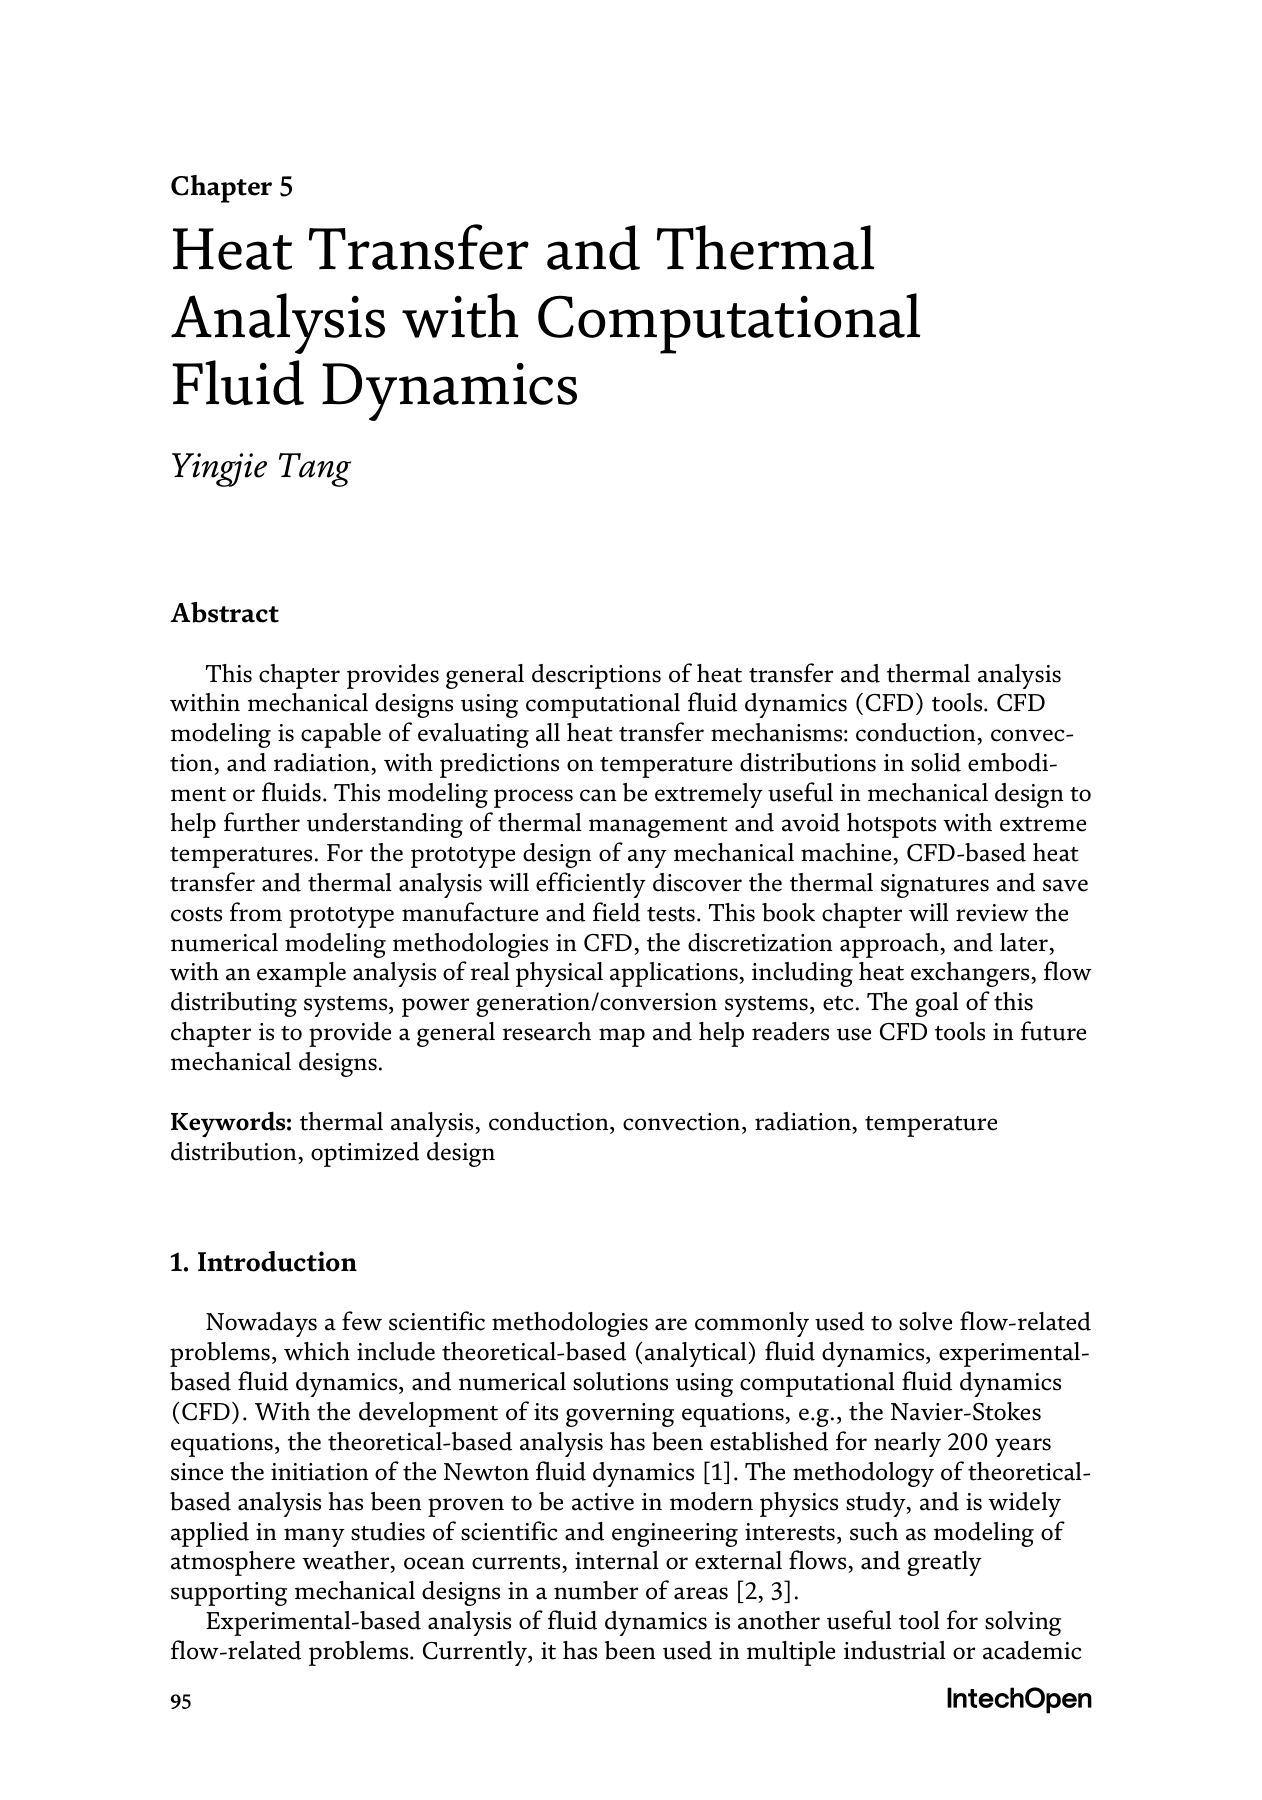 Chapter 5
Heat Transfer and Thermal
Analysis with Computational
Fluid Dynamics
Yingjie Tang
Abstract
This chapter provides general descriptions of heat transfer and thermal analysis
within mechanical designs using computational fluid dynamics (CFD) tools. CFD
modeling is capable of evaluating all heat transfer mechanisms: conduction, convec-
tion, and radiation, with predictions on temperature distributions in solid embodi-
ment or fluids. This modeling process can be extremely useful in mechanical design to
help further understanding of thermal management and avoid hotspots with extreme
temperatures. For the prototype design of any mechanical machine, CFD-based heat
transfer and thermal analysis will efficiently discover the thermal signatures and save
costs from prototype manufacture and field tests. This book chapter will review the
numerical modeling methodologies in CFD, the discretization approach, and later,
with an example analysis of real physical applications, including heat exchangers, flow
distributing systems, power generation/conversion systems, etc. The goal of this
chapter is to provide a general research map and help readers use CFD tools in future
mechanical designs.
Keywords: thermal analysis, conduction, convection, radiation, temperature
distribution, optimized design
1. Introduction
Nowadays a few scientific methodologies are commonly used to solve flow-related
problems, which include theoretical-based (analytical) fluid dynamics, experimental-
based fluid dynamics, and numerical solutions using computational fluid dynamics
(CFD). With the development of its governing equations, e.g., the Navier-Stokes
equations, the theoretical-based analysis has been established for nearly 200 years
since the initiation of the Newton fluid dynamics [1]. The methodology of theoretical-
based analysis has been proven to be active in modern physics study, and is widely
applied in many studies of scientific and engineering interests, such as modeling of
atmosphere weather, ocean currents, internal or external flows, and greatly
supporting mechanical designs in a number of areas [2, 3].
Experimental-based analysis of fluid dynamics is another useful tool for solving
flow-related problems. Currently, it has been used in multiple industrial or academic
95
IntechOpen